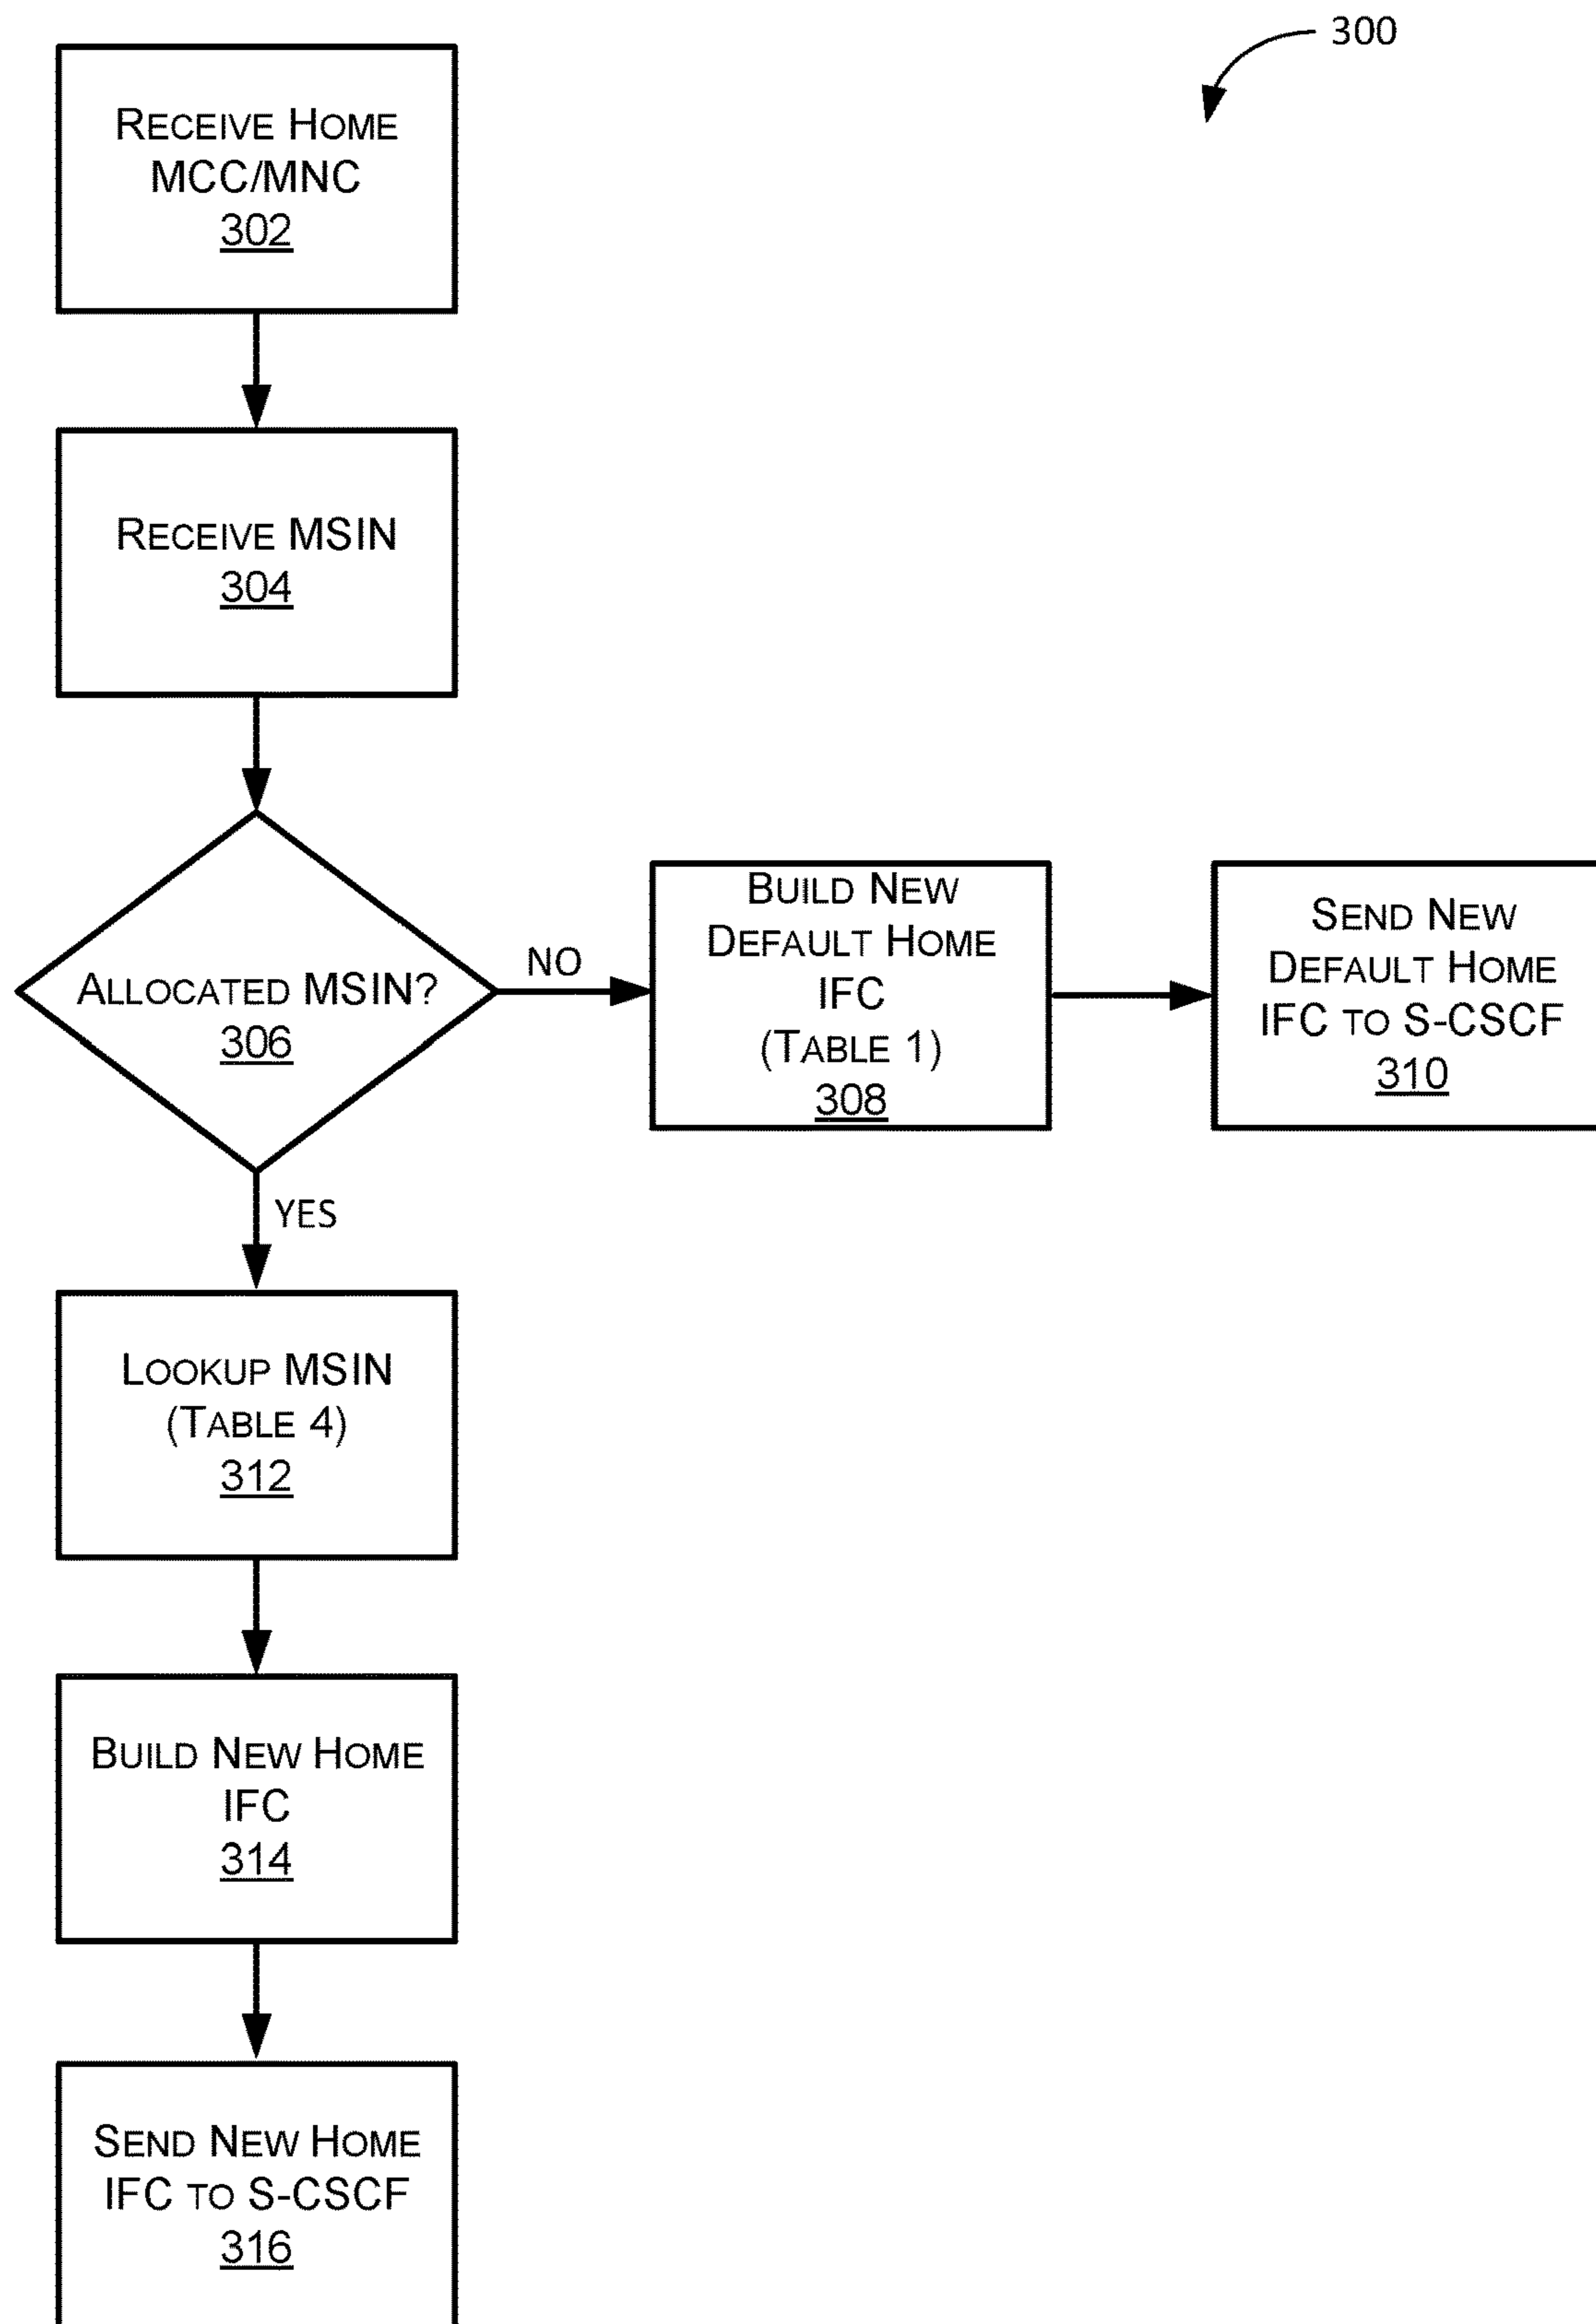 300
RECEIVE HOME
MCC/MNC
302
RECEIVE MSIN
304
ALLOCATED MSIN?
306
NO
BUILD NEW
DEFAULT HOME
IFC
(TABLE 1)
308
SEND NEW
DEFAULT HOME
IFC TO S-CSCF
310
YES
LOOKUP MSIN
(TABLE 4)
312
BUILD NEW HOME
IFC
314
SEND NEW HOME
IFC TO S-CSCF
316